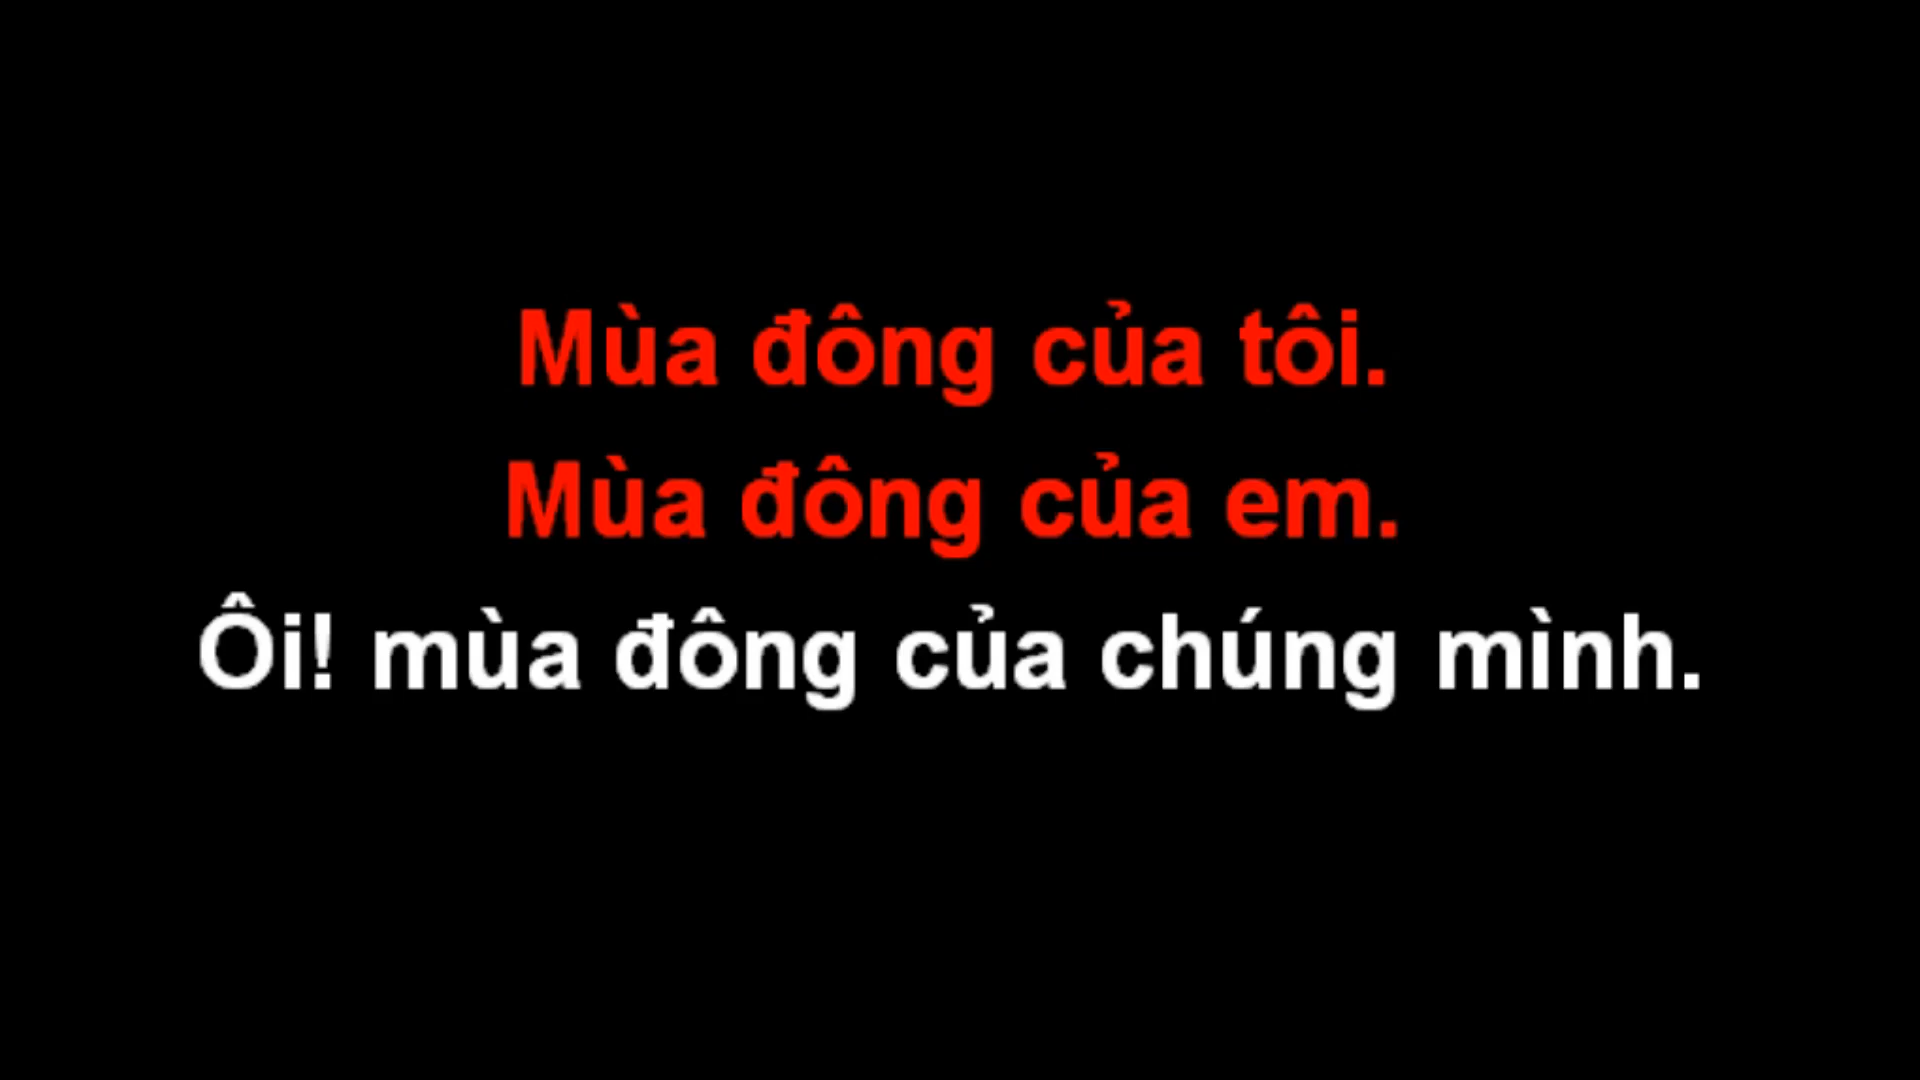 Mùa đông của tôi.
Mùa đông của em.
Ôi! mùa đông của chúng mình.